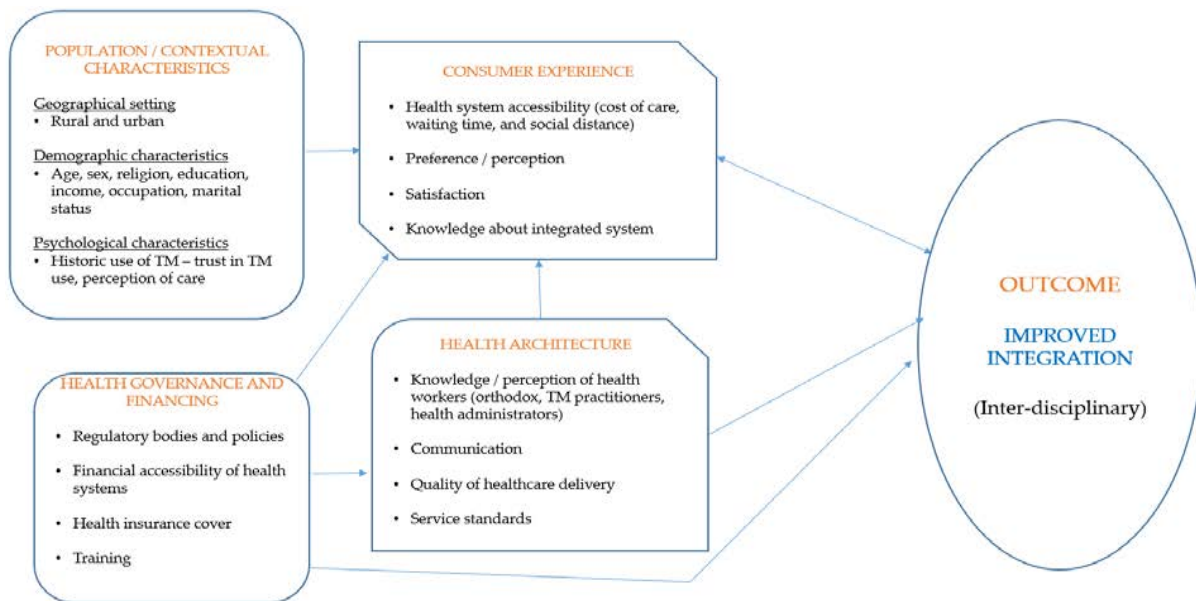 POPULATION / CONTEXTUAL
CHARACTERISTICS
Geographical setting
• Rural and urban
Demographic characteristics
• Age, sex, religion, education,
income, occupation, marital
status
Psychological characteristics
• Historic use of TM – trust in TM
use, perception of care
CONSUMER EXPERIENCE
• Health system accessibility (cost of care,
waiting time, and social distance)
• Preference / perception
• Satisfaction
• Knowledge about integrated system
HEALTH GOVERNANCE AND
FINANCING
• Regulatory bodies and policies
• Financial accessibility of health
systems
• Health insurance cover
• Training
HEALTH ARCHITECTURE
• Knowledge / perception of health
workers (orthodox, TM practitioners,
health administrators)
• Communication
• Quality of healthcare delivery
• Service standards
OUTCOME
IMPROVED
INTEGRATION
(Inter-disciplinary)